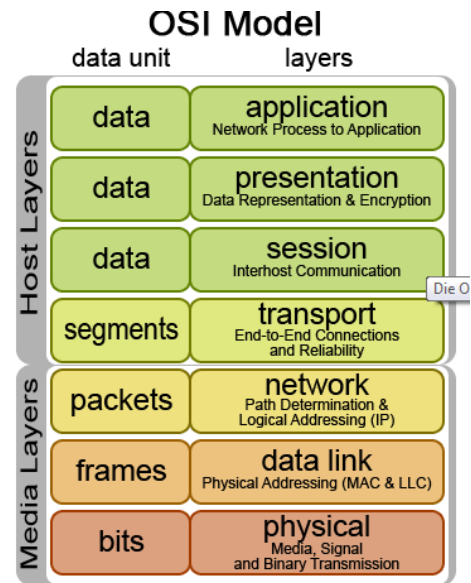 OSI Model
data unit layers
Host Layers
data application
Network Process to Application
data presentation
Data Representation & Encryption
data session
Interhost Communication
Die O
segments transport
End-to-End Connections
and Reliability
Media Layers
packets network
Path Determination &
Logical Addressing (IP)
frames data link
Physical Addressing (MAC & LLC)
bits physical
Media, Signal
and Binary Transmission